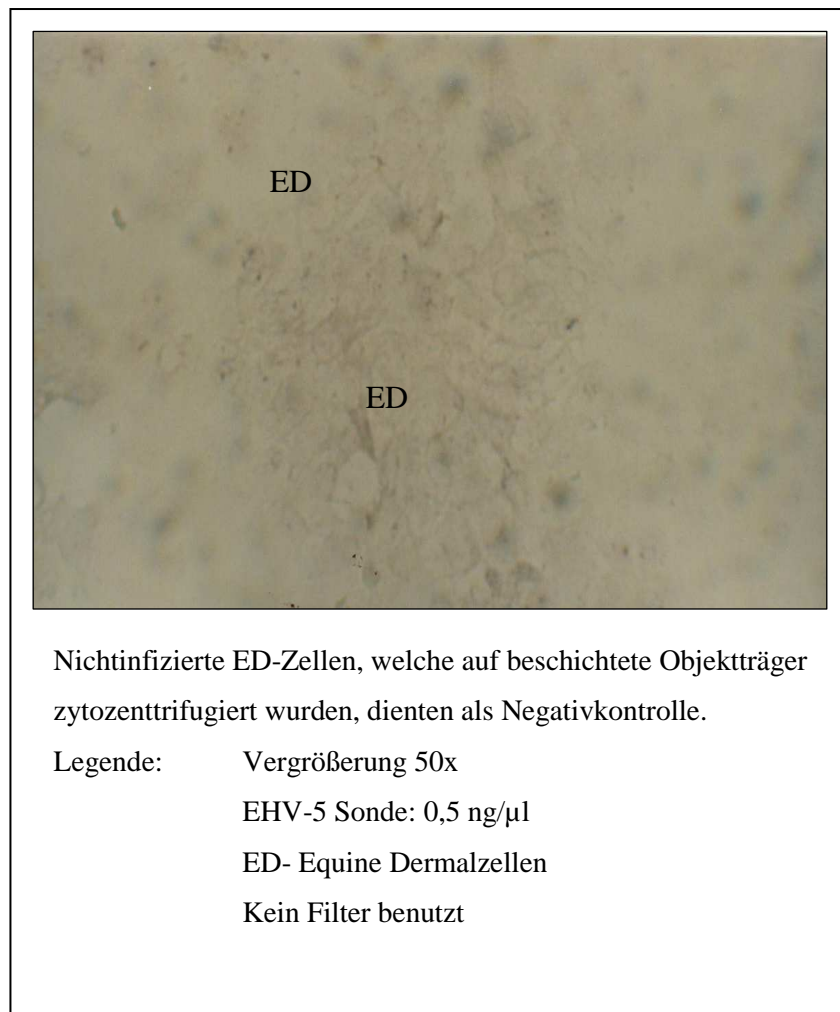 ED
ED
Nichtinfizierte ED-Zellen, welche auf beschichtete Objektträger
zytozenttrifugiert wurden, dienten als Negativkontrolle.
Legende: Vergrößerung 50x
EHV-5 Sonde: 0,5 ng/µl
ED- Equine Dermalzellen
Kein Filter benutzt